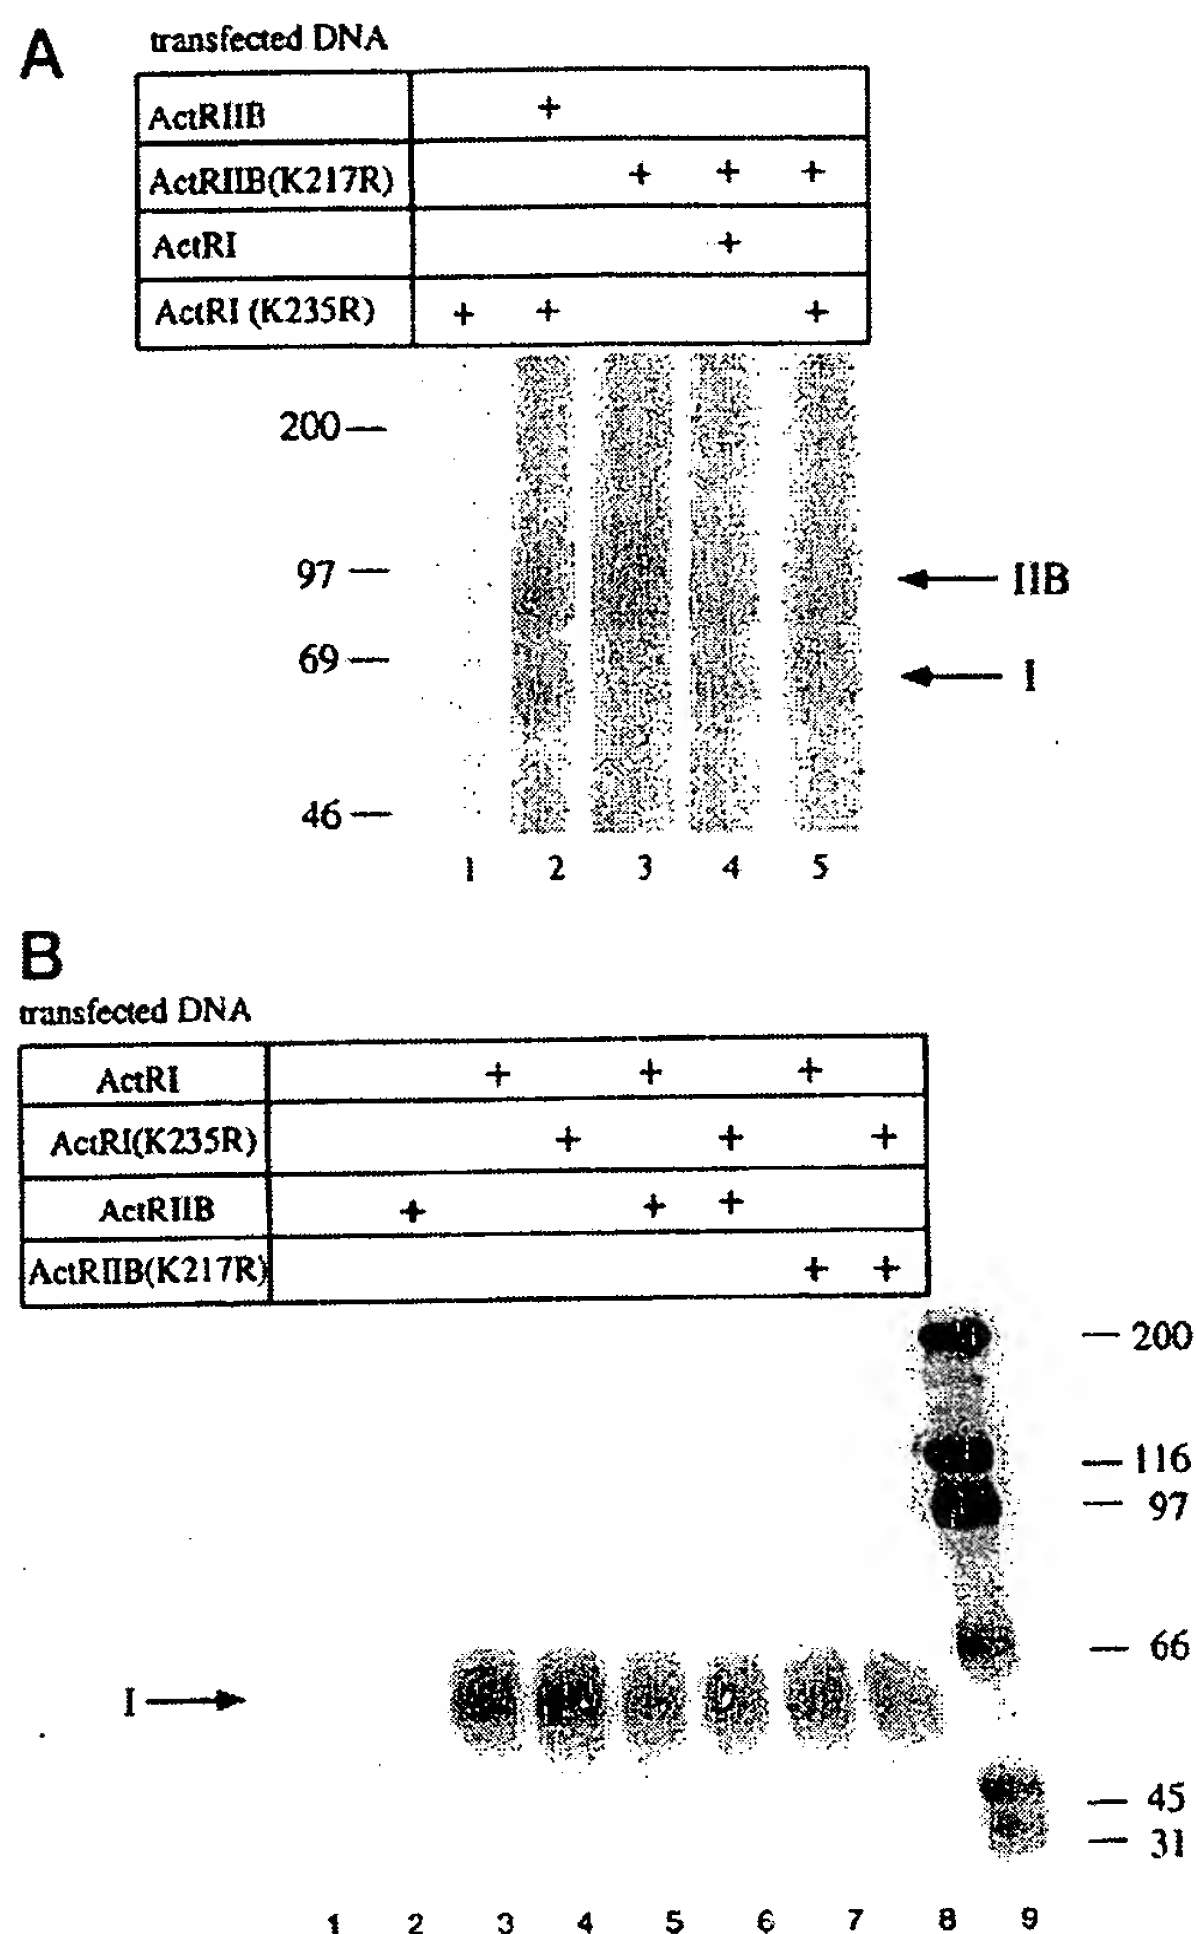 A
transfected DNA
ActRIIB +
ActRIIB(K217R) + + +
ActRI +
ActRI (K235R) + + +
200
97
IIB
69
I
46
1 2 3 4 5
B
transfected DNA
ActRI + + +
ActRI(K235R) + + +
ActRIIB + + +
ActRIIB(K217R) + +
200
116
97
66
I
45
31
1 2 3 4 5 6 7 8 9